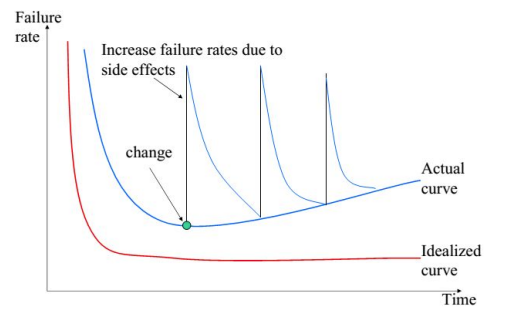 Failure
rate
Increase failure rates due to
side effects
change
Actual
curve
Idealized
curve
Time